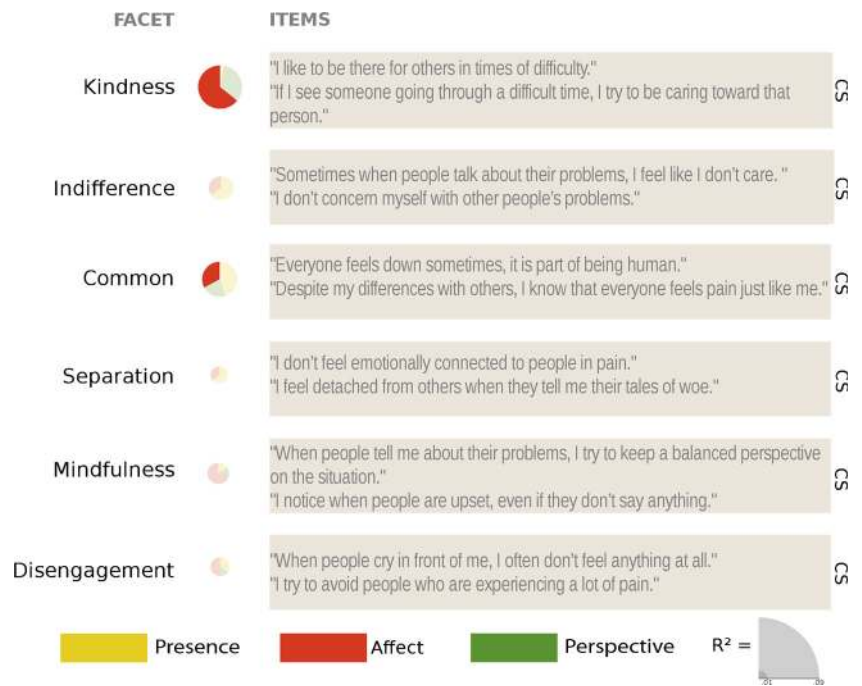 FACET ITEMS
Kindness
"I like to be there for others in times of difficulty."
"If I see someone going through a difficult time, I try to be caring toward that
person."
CS
Indifference
"Sometimes when people talk about their problems, I feel like I don't care. "
"I don't concern myself with other people's problems."
CS
Common
"Everyone feels down sometimes, it is part of being human."
"Despite my differences with others, I know that everyone feels pain just like me."
CS
Separation
"I don't feel emotionally connected to people in pain."
"I feel detached from others when they tell me their tales of woe."
CS
Mindfulness
"When people tell me about their problems, I try to keep a balanced perspective
on the situation."
"I notice when people are upset, even if they don't say anything."
CS
Disengagement
"When people cry in front of me, I often don't feel anything at all."
"I try to avoid people who are experiencing a lot of pain."
CS
Presence Affect Perspective R² =
.01 .09